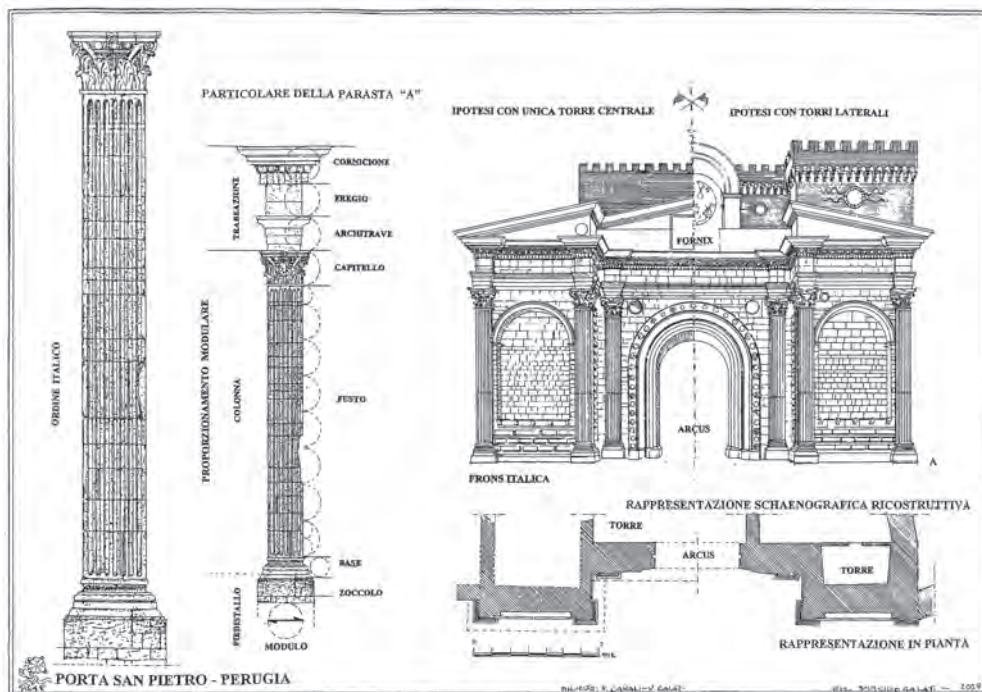 PARTICOLARE DELLA PARASTA "A"
ORDINE ITALICO
PROPORZIONAMENTO MODULARE
TRABEAZIONE
COLONNA
PIEDISTALLO
CORNICIONE
FREGIO
ARCHITRAVE
CAPITELLO
FUSTO
BASE
ZOCCOLO
MODULO
IPOTESI CON UNICA TORRE CENTRALE
IPOTESI CON TORRI LATERALI
FORNIX
ARCUS
A
FRONS ITALICA
RAPPRESENTAZIONE SCHAENOGRAFICA RICOSTRUTTIVA
TORRE
ARCUS
TORRE
RAPPRESENTAZIONE IN PIANTA
PORTA SAN PIETRO - PERUGIA